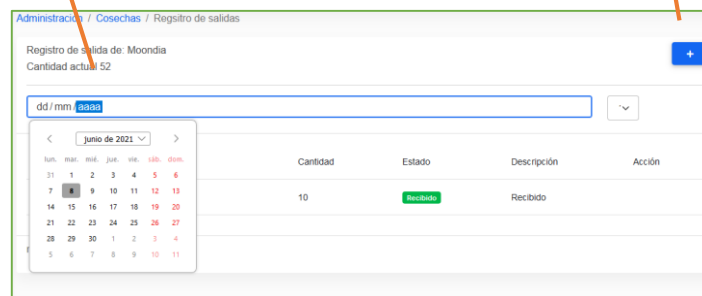 Administración / Cosechas / Regsitro de salidas
Registro de salida de: Moondia
Cantidad actual 52
+
dd/mm/aaaa
junio de 2021
lun. mar. mié. jue. vie. sáb. dom.
31 1 2 3 4 5 6
7 8 9 10 11 12 13
14 15 16 17 18 19 20
21 22 23 24 25 26 27
28 29 30 1 2 3 4
5 6 7 8 9 10 11
Cantidad Estado Descripción Acción
10 Recibido Recibido